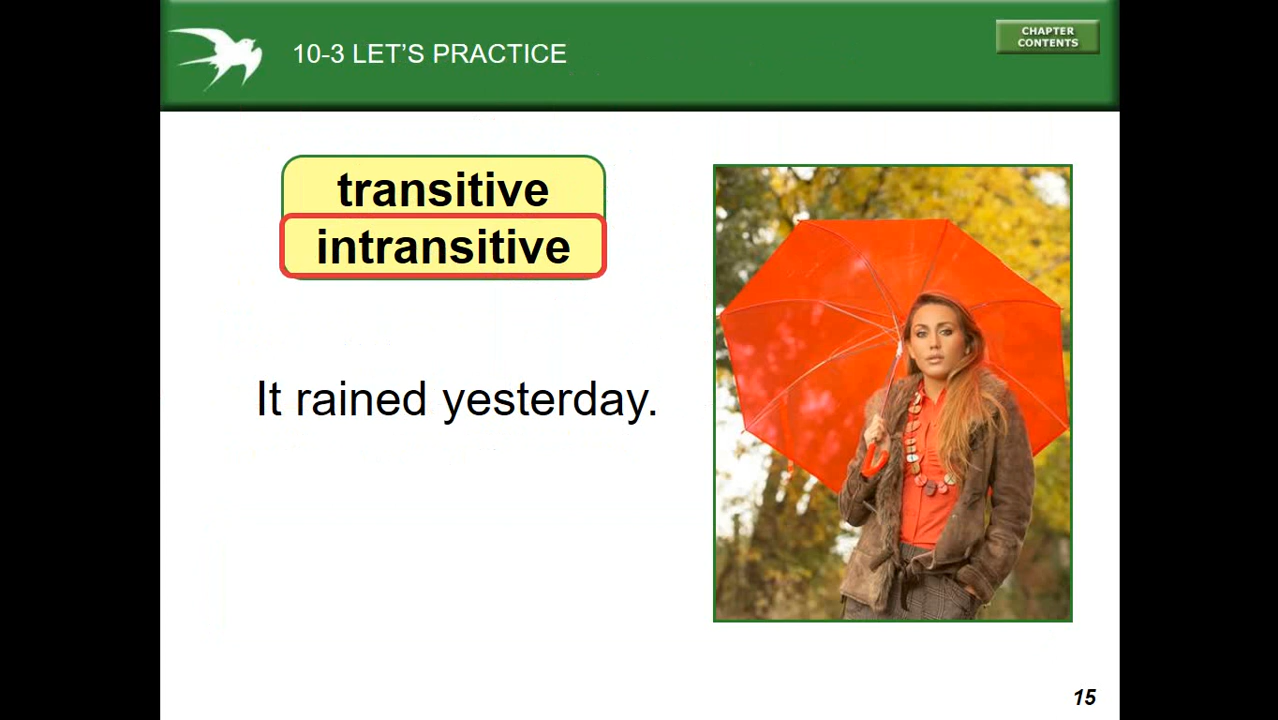 10-3 LET’S PRACTICE
CHAPTER
CONTENTS
transitive
intransitive
It rained yesterday.
15